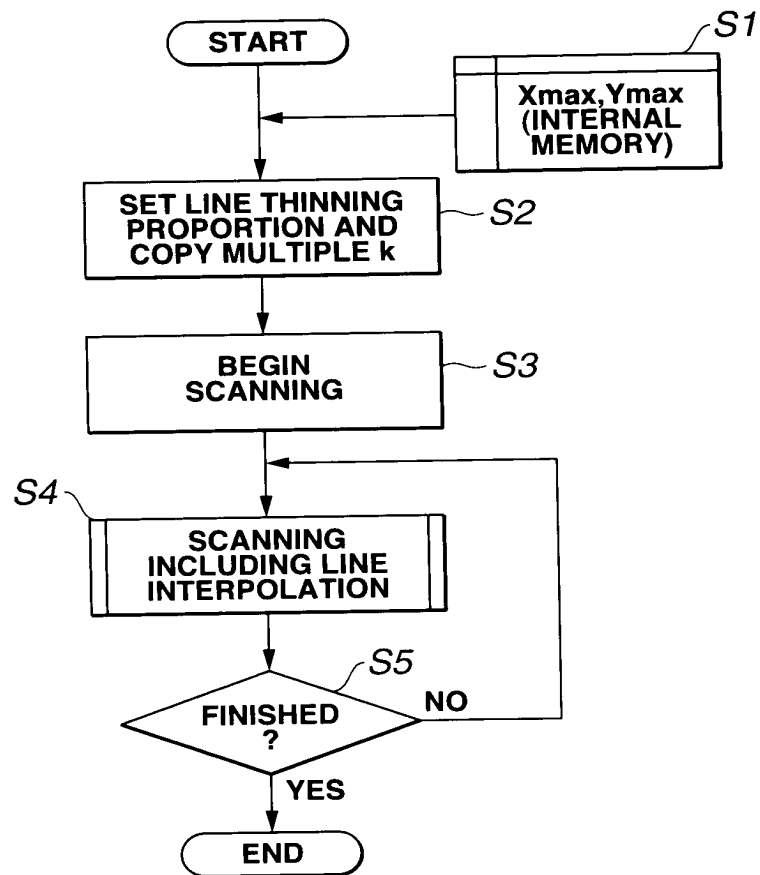 START
S1
Xmax,Ymax
(INTERNAL
MEMORY)
SET LINE THINNING
PROPORTION AND
COPY MULTIPLE k
S2
BEGIN
SCANNING
S3
S4
SCANNING
INCLUDING LINE
INTERPOLATION
S5
FINISHED
?
NO
YES
END